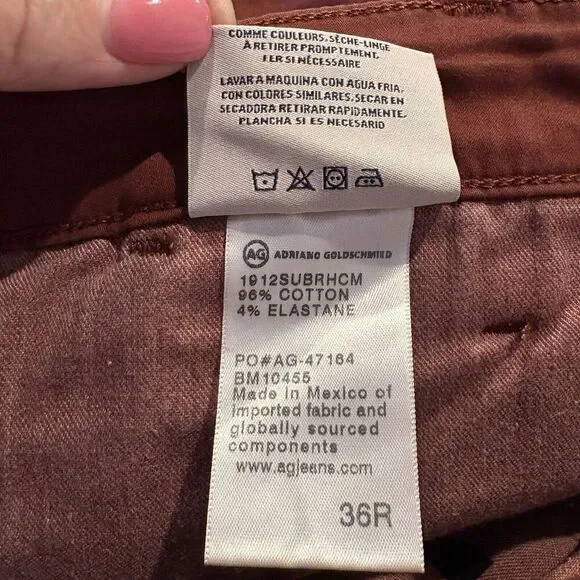 COMME COULEURS. SÈCHE-LINGE
À RETIRER PROMPTEMENT.
FER SI NÉCESSAIRE
LAVAR A MAQUINA CON AGUA FRIA.
CON COLORES SIMILARES. SECAR EN
SECADORA RETIRAR RAPIDAMENTE.
PLANCHA SI ES NECESARIO
AG ADRIANO GOLDSCHMIED
1912SUBRHCM
96% COTTON
4% ELASTANE
PO#AG-47164
BM10455
Made in Mexico of
imported fabric and
globally sourced
components
www.agjeans.com
36R